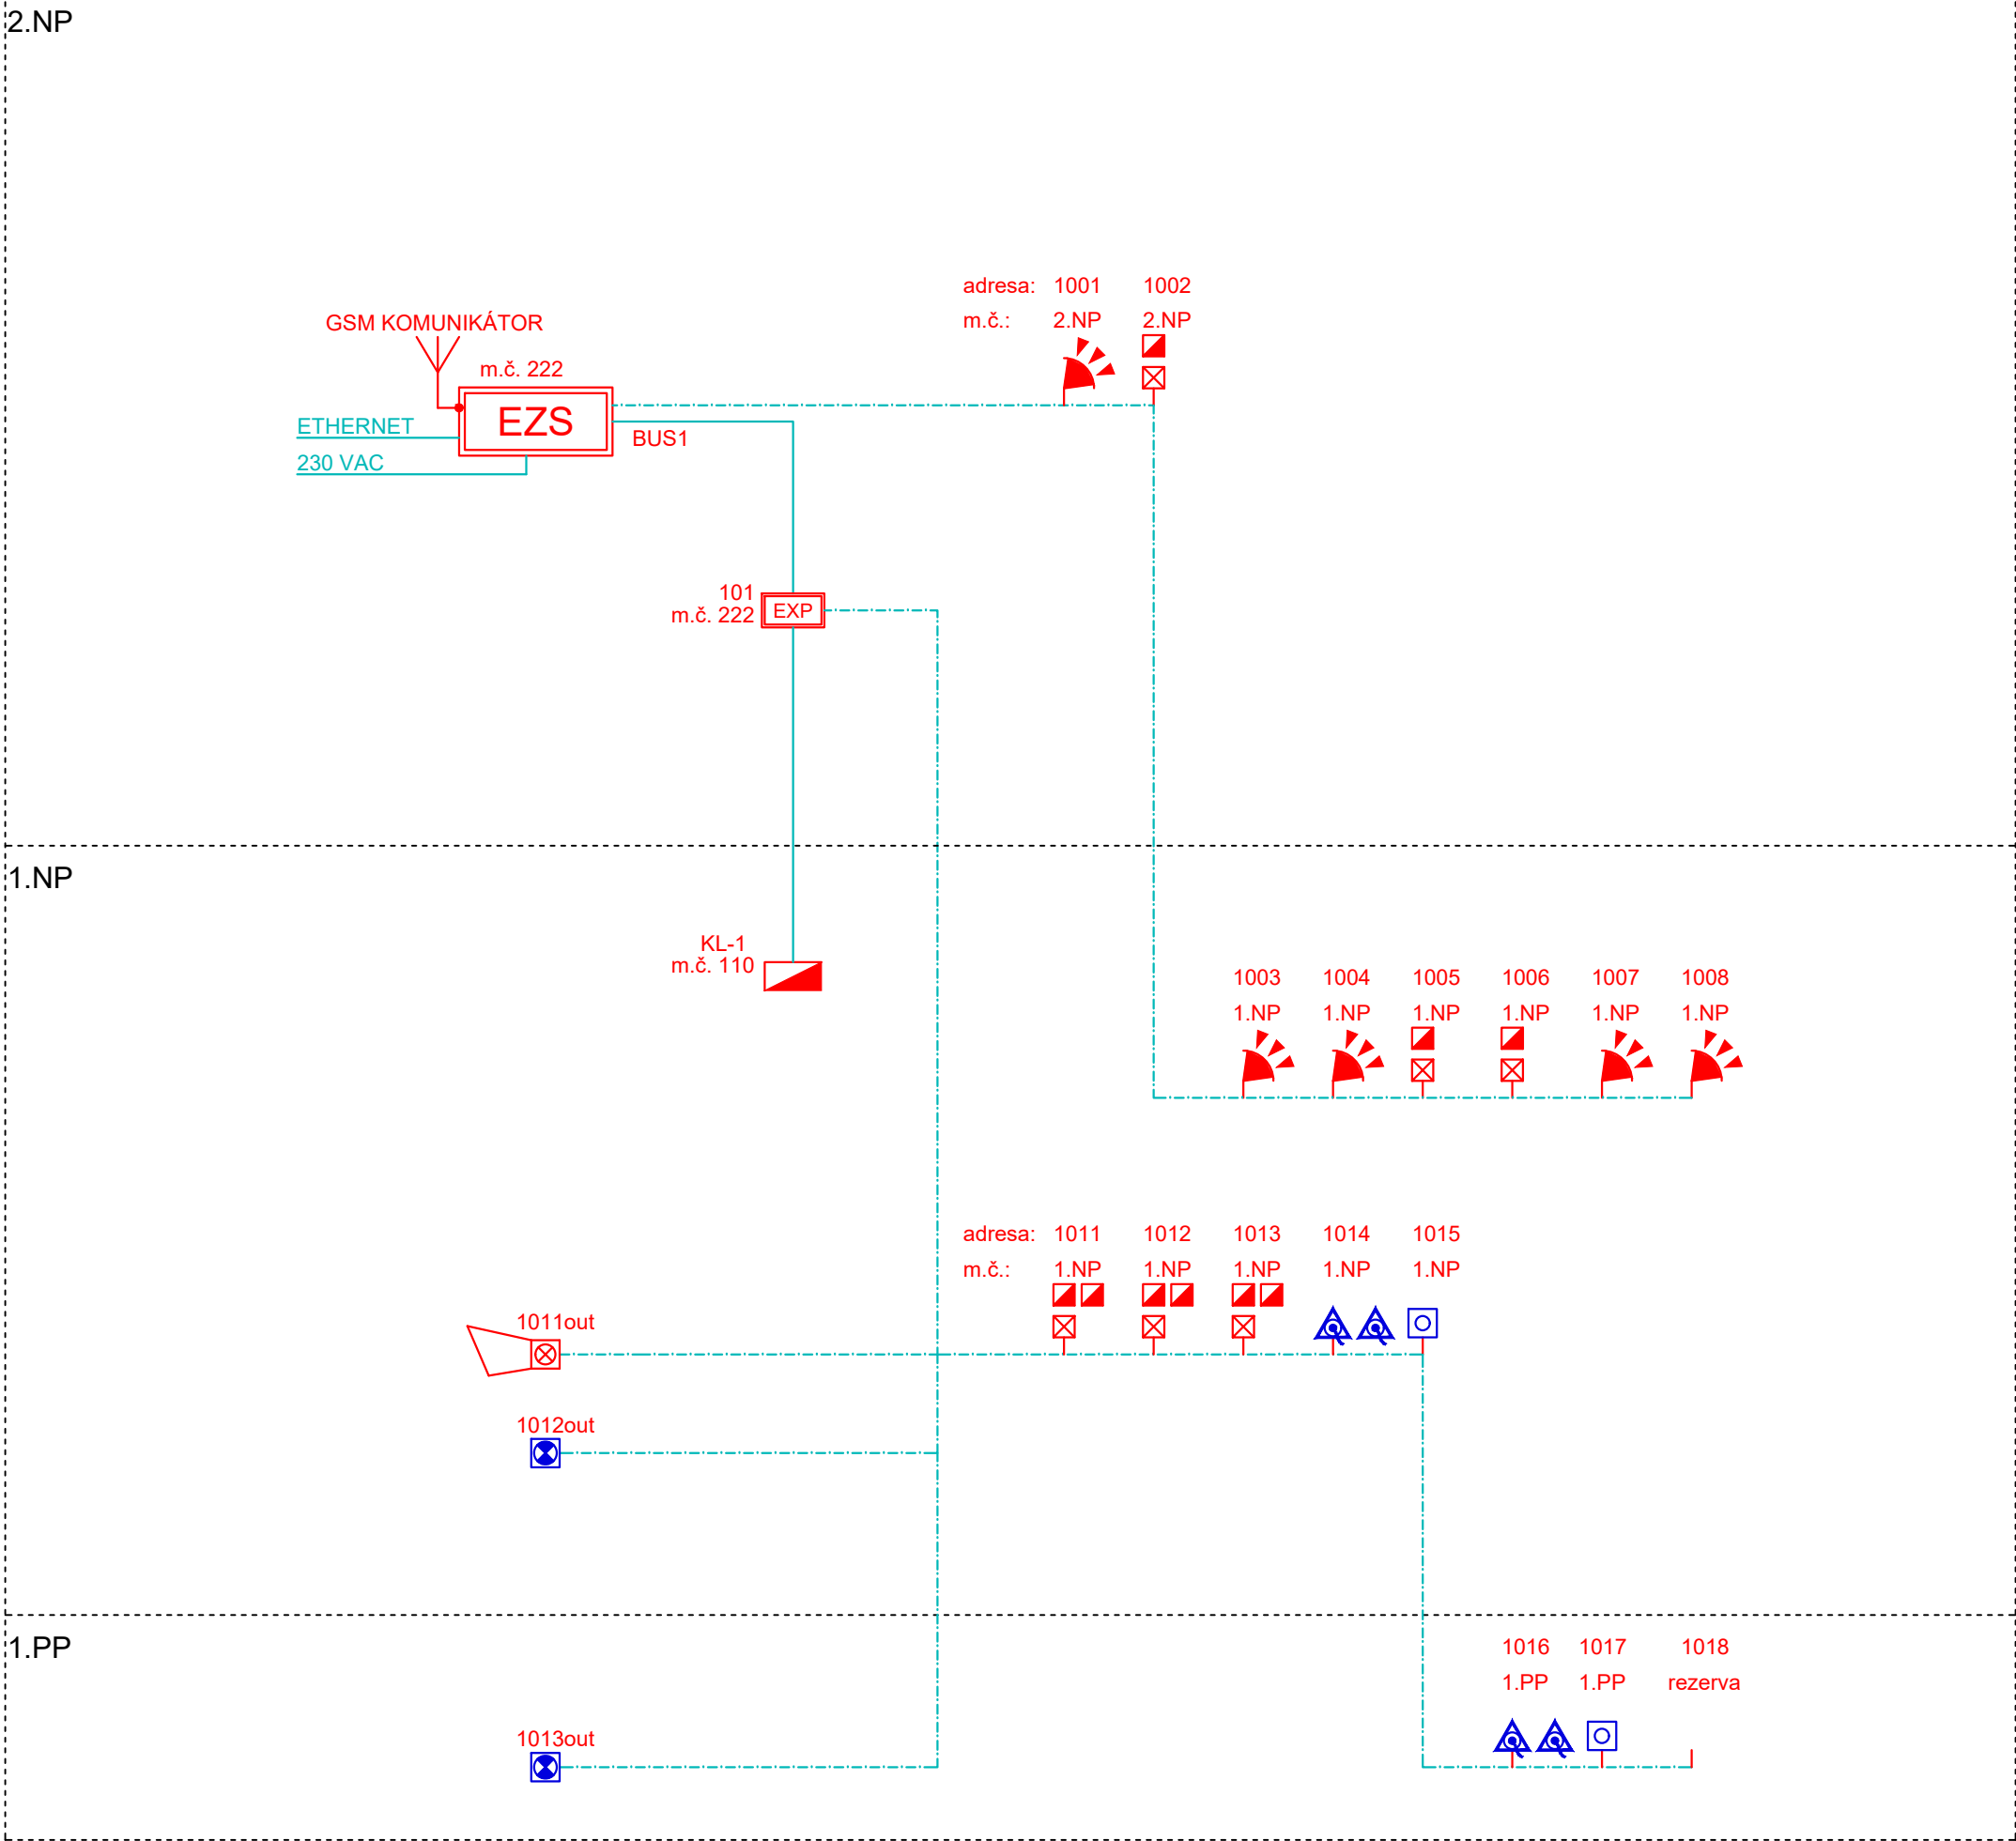 2.NP
adresa: 1001 1002
m.č.: 2.NP 2.NP
GSM KOMUNIKÁTOR
m.č. 222
EZS
ETHERNET
BUS1
230 VAC
101
m.č. 222
EXP
1.NP
KL-1
m.č. 110
1003 1004 1005 1006 1007 1008
1.NP 1.NP 1.NP 1.NP 1.NP 1.NP
adresa: 1011 1012 1013 1014 1015
m.č.: 1.NP 1.NP 1.NP 1.NP 1.NP
1011out
1012out
1.PP
1016 1017 1018
1.PP 1.PP rezerva
1013out